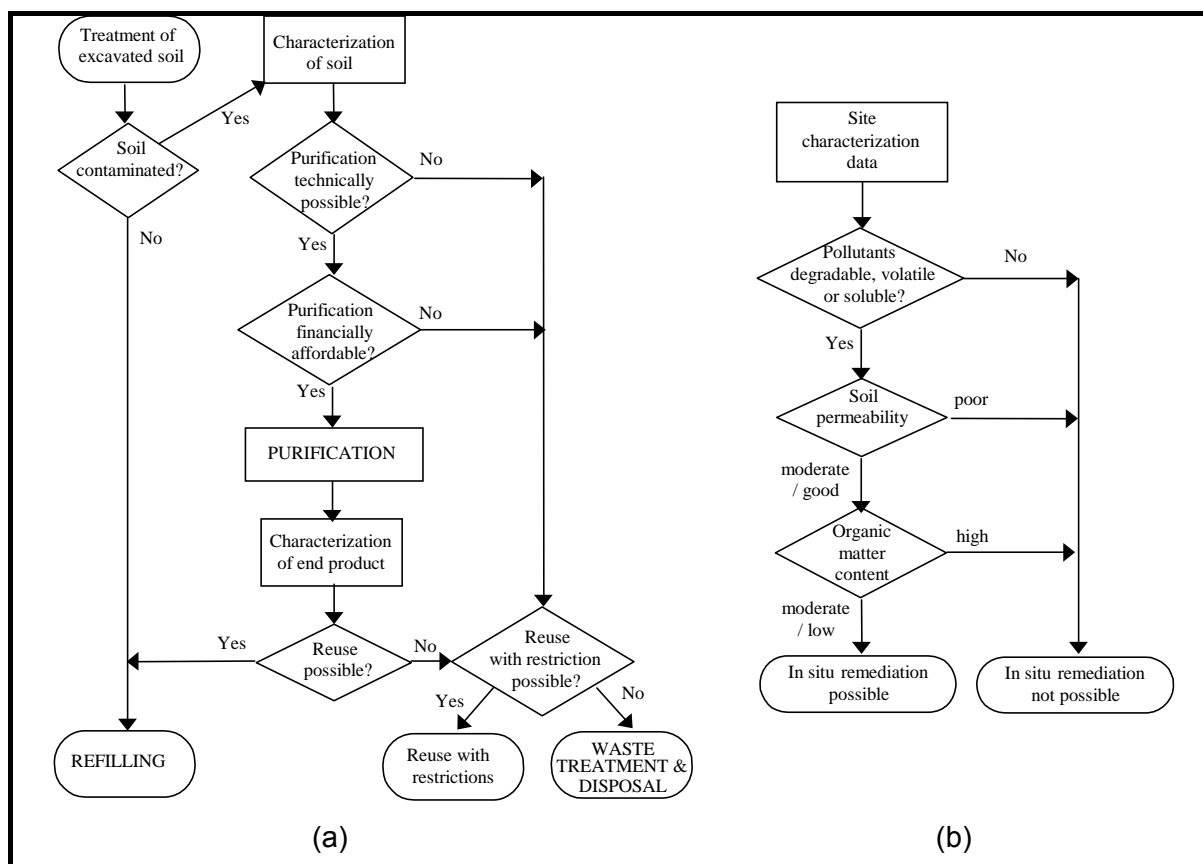 Treatment of
excavated soil
Characterization
of soil
Yes
Soil
contaminated?
No
Purification
technically
possible?
No
Yes
Purification
financially
affordable?
No
Yes
PURIFICATION
Characterization
of end product
Yes
Reuse
possible?
No
Reuse
with restriction
possible?
Yes
No
REFILLING
Reuse with
restrictions
WASTE
TREATMENT &
DISPOSAL
(a)
Site
characterization
data
Pollutants
degradable, volatile
or soluble?
No
Yes
Soil
permeability
poor
moderate
/ good
Organic
matter
content
high
moderate
/ low
In situ remediation
possible
In situ remediation
not possible
(b)